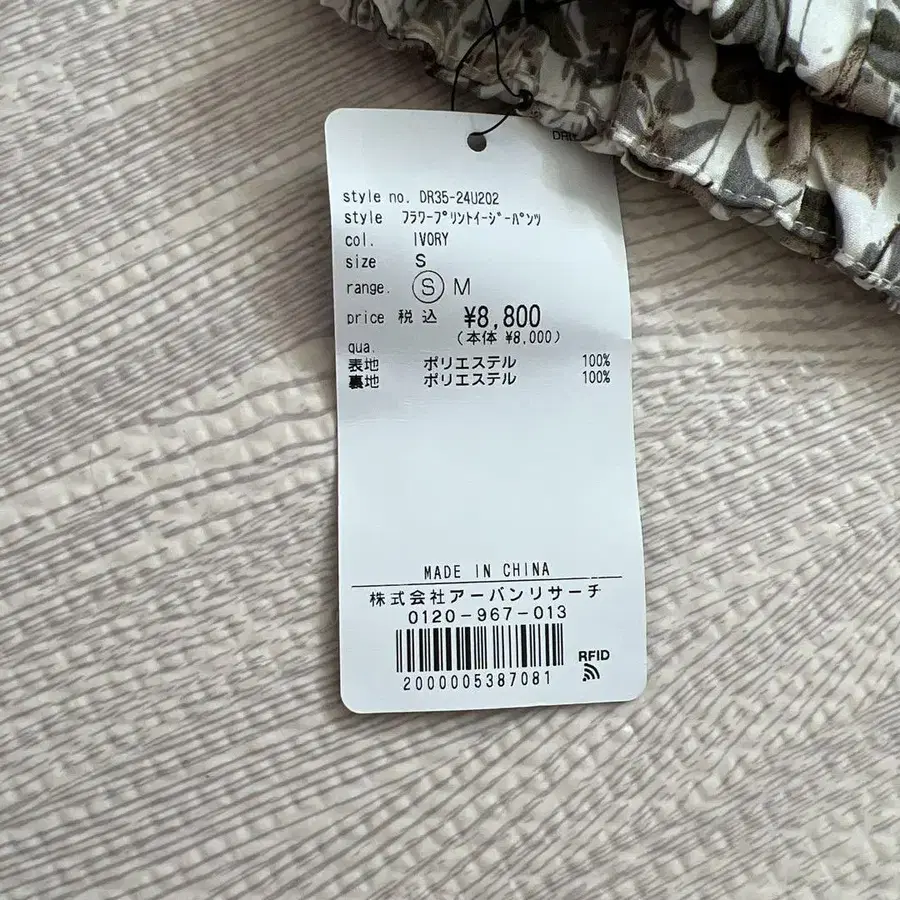 style no. DR35-24U202
style ﾌﾗﾜｰﾌﾟﾘﾝﾄｲｰｼﾞｰﾊﾟﾝﾂ
col. IVORY
size S
range. Ⓢ M
price 税込 ¥8,800
(本体 ¥8,000)
qua.
表地 ポリエステル 100%
裏地 ポリエステル 100%
MADE IN CHINA
株式会社アーバンリサーチ
0120-967-013
RFID
2000005387081